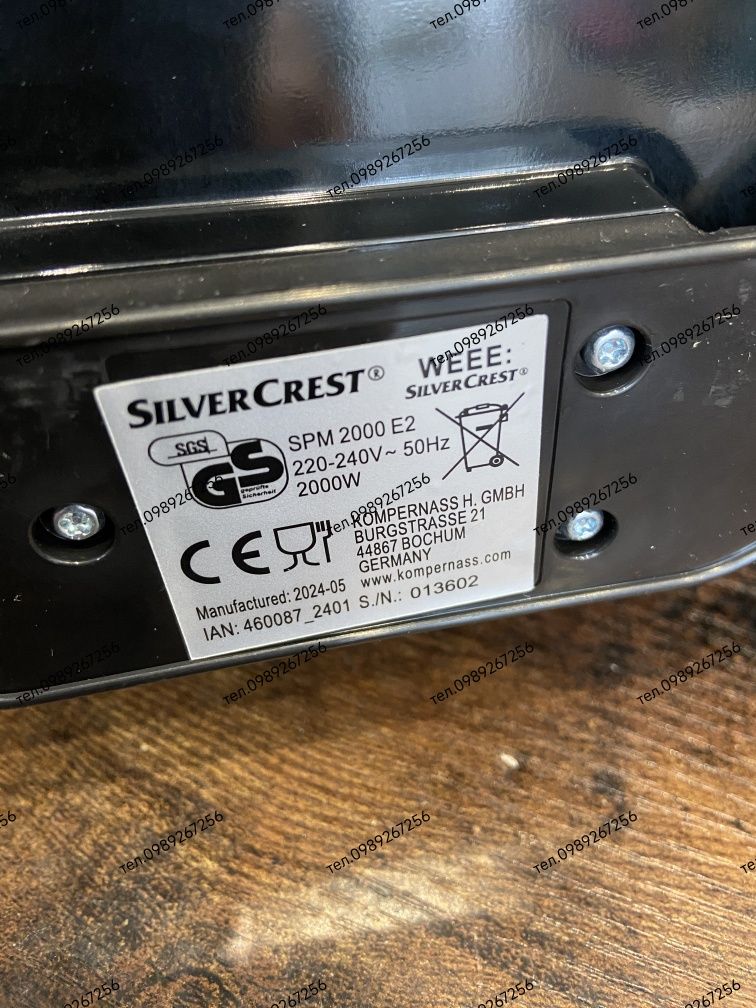 SILVERCREST®
WEEE:
SILVERCREST®
SGS
GS
geprüfte
Sicherheit
SPM 2000 E2
220-240V~ 50Hz
2000W
CE
KOMPERNASS H. GMBH
BURGSTRASSE 21
44867 BOCHUM
GERMANY
www.kompernass.com
Manufactured: 2024-05
IAN: 460087_2401 S./N.: 013602
тел.0989267256